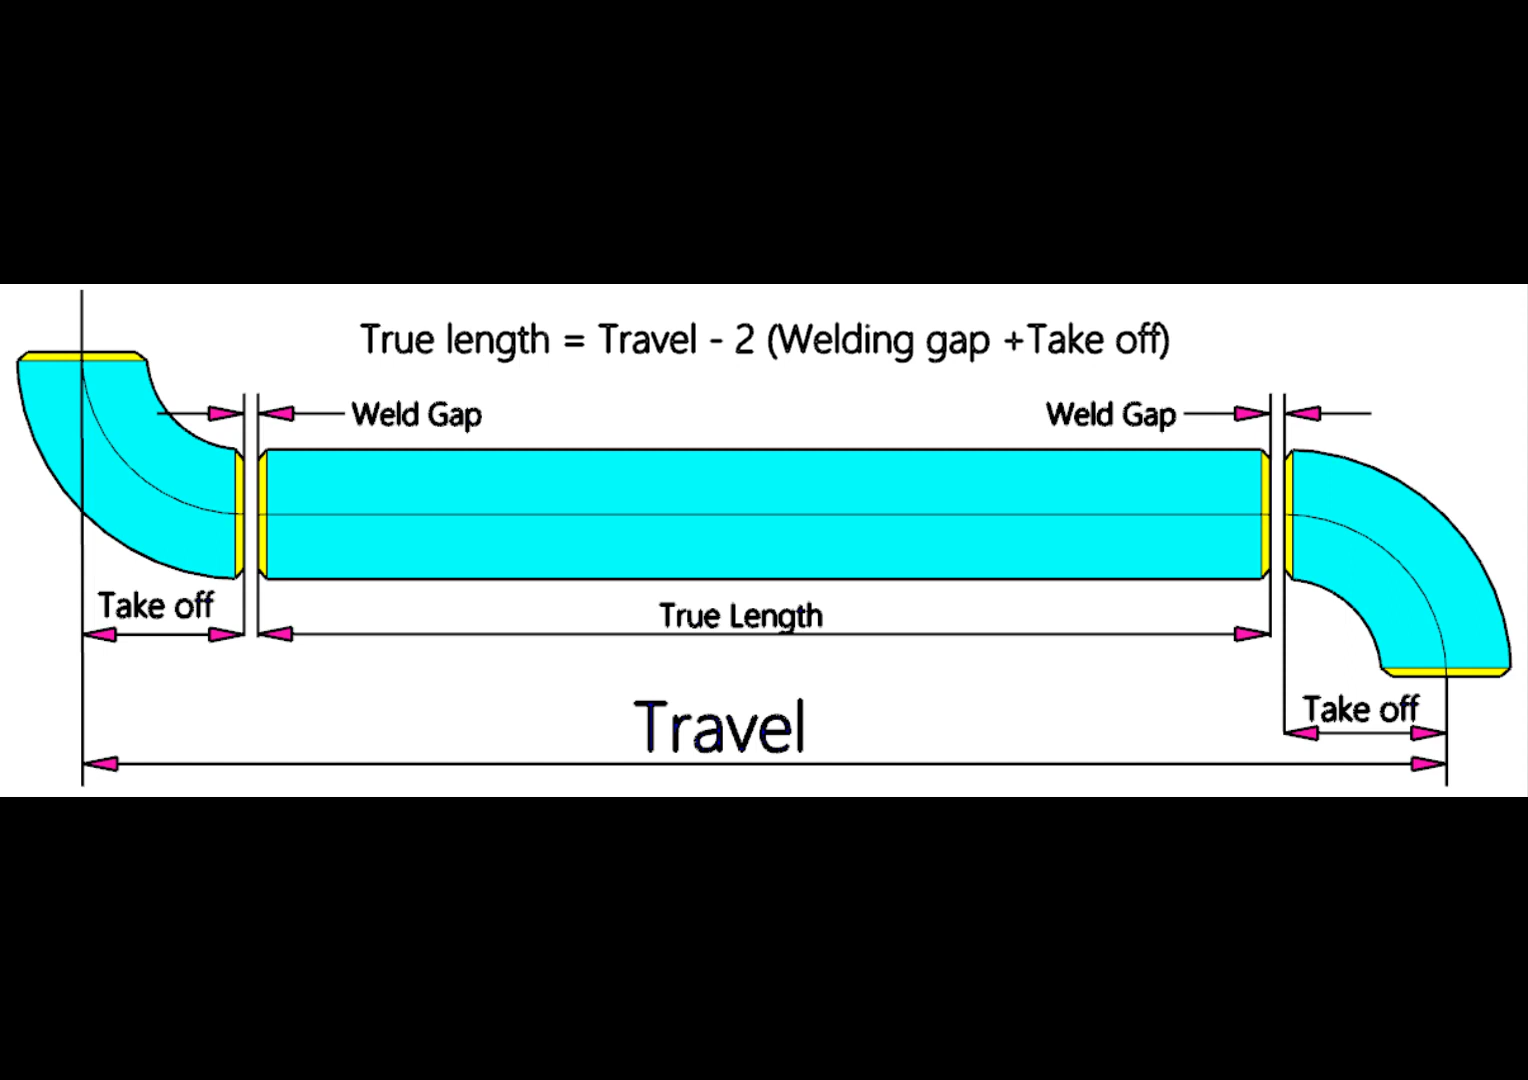 True length = Travel - 2 (Welding gap +Take off)
Weld Gap
Weld Gap
Take off
True Length
Take off
Travel